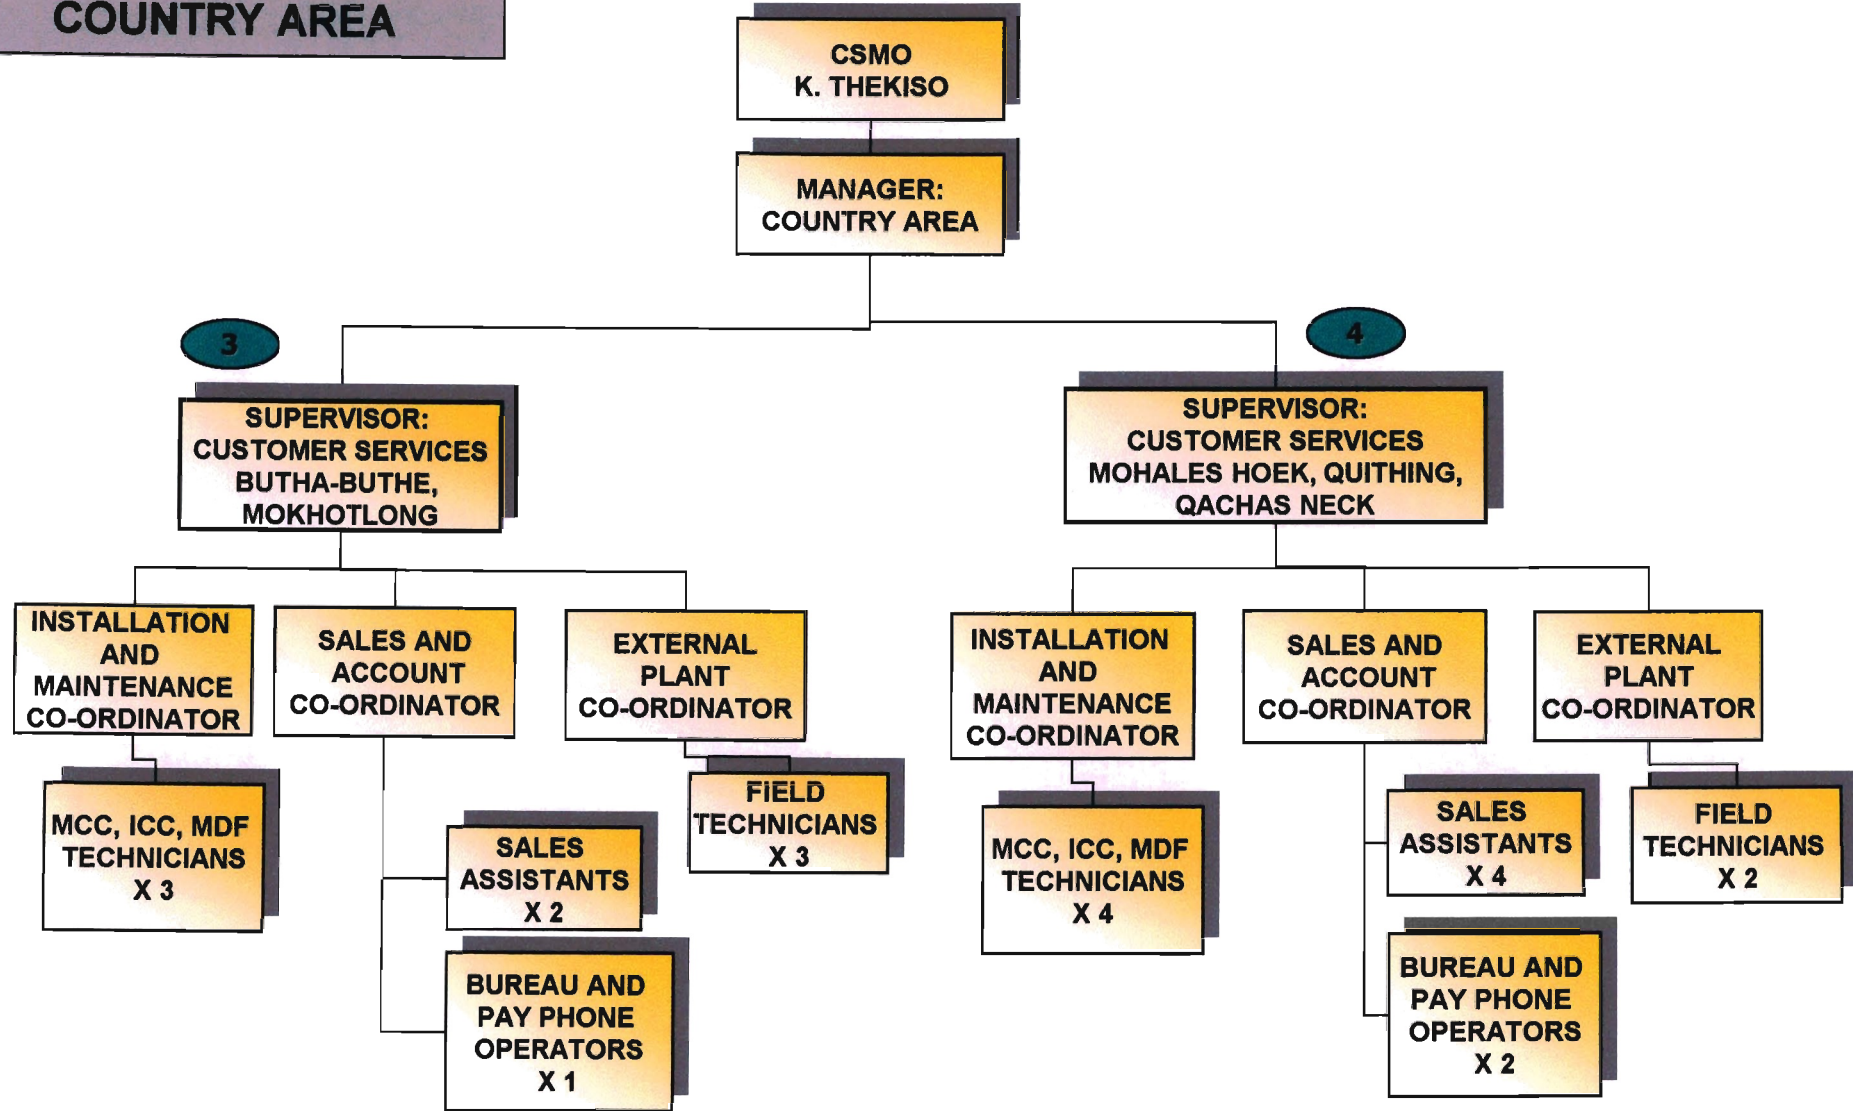 COUNTRY AREA
CSMO
K. THEKISO
MANAGER:
COUNTRY AREA
3
4
SUPERVISOR:
CUSTOMER SERVICES
BUTHA-BUTHE,
MOKHOTLONG
SUPERVISOR:
CUSTOMER SERVICES
MOHALES HOEK, QUITHING,
QACHAS NECK
INSTALLATION
AND
MAINTENANCE
CO-ORDINATOR
SALES AND
ACCOUNT
CO-ORDINATOR
EXTERNAL
PLANT
CO-ORDINATOR
INSTALLATION
AND
MAINTENANCE
CO-ORDINATOR
SALES AND
ACCOUNT
CO-ORDINATOR
EXTERNAL
PLANT
CO-ORDINATOR
MCC, ICC, MDF
TECHNICIANS
X 3
SALES
ASSISTANTS
X 2
BUREAU AND
PAY PHONE
OPERATORS
X 1
FIELD
TECHNICIANS
X 3
MCC, ICC, MDF
TECHNICIANS
X 4
SALES
ASSISTANTS
X 4
BUREAU AND
PAY PHONE
OPERATORS
X 2
FIELD
TECHNICIANS
X 2